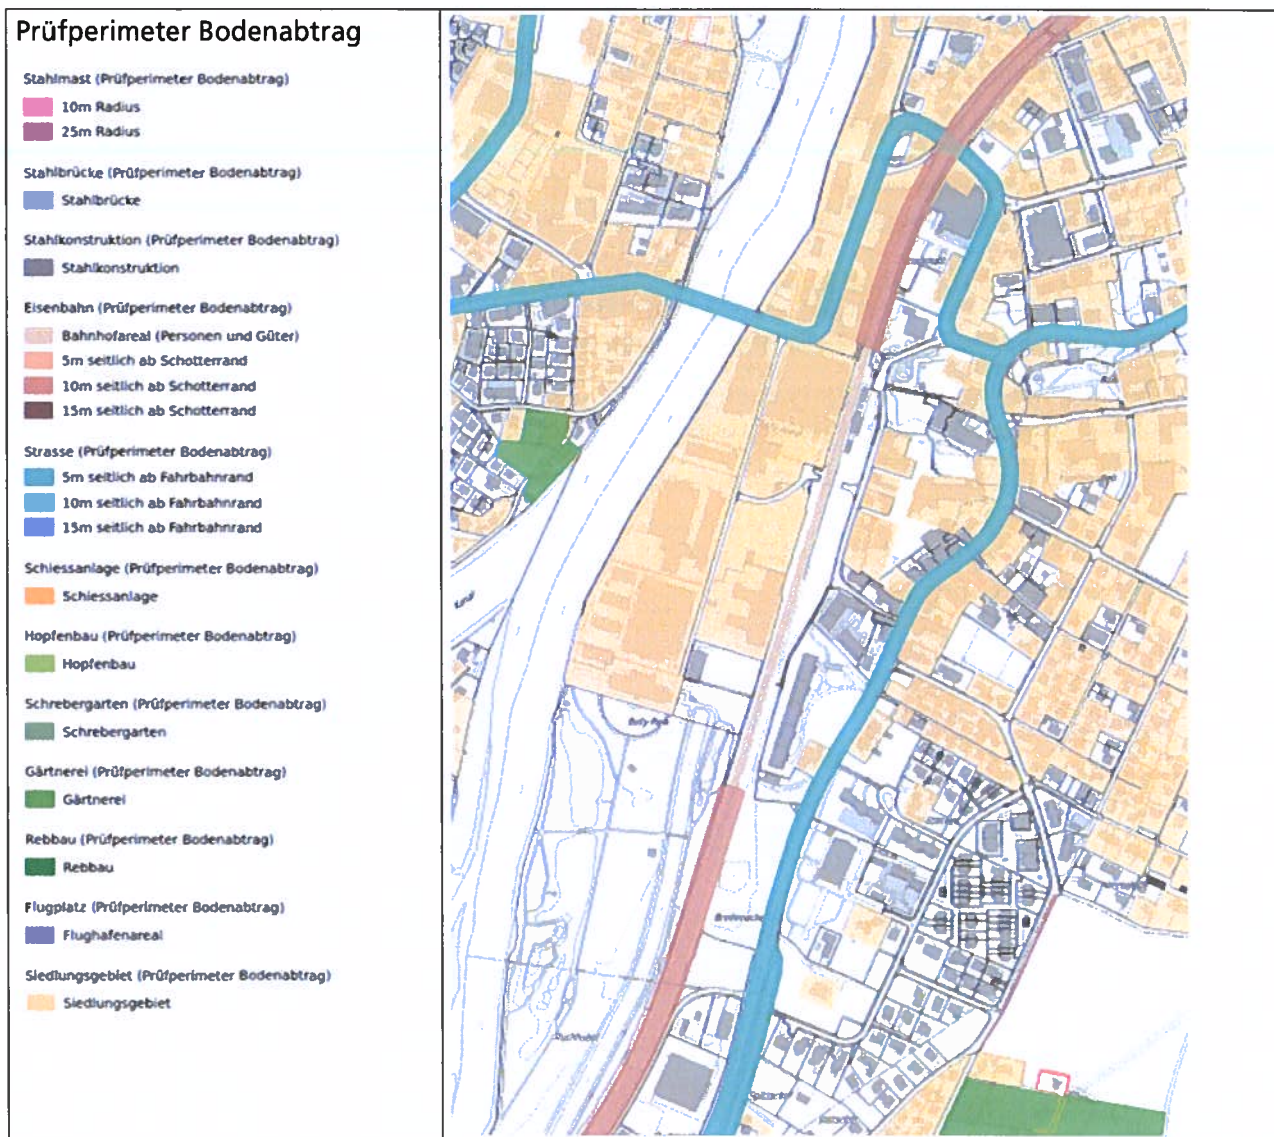 Prüfperimeter Bodenabtrag
Stahlmast (Prüfperimeter Bodenabtrag)
10m Radius
25m Radius
Stahlbrücke (Prüfperimeter Bodenabtrag)
Stahlbrücke
Stahlkonstruktion (Prüfperimeter Bodenabtrag)
Stahlkonstruktion
Eisenbahn (Prüfperimeter Bodenabtrag)
Bahnhofareal (Personen und Güter)
5m seitlich ab Schotterrand
10m seitlich ab Schotterrand
15m seitlich ab Schotterrand
Strasse (Prüfperimeter Bodenabtrag)
5m seitlich ab Fahrbahnrand
10m seitlich ab Fahrbahnrand
15m seitlich ab Fahrbahnrand
Schiessanlage (Prüfperimeter Bodenabtrag)
Schiessanlage
Hopfenbau (Prüfperimeter Bodenabtrag)
Hopfenbau
Schrebergarten (Prüfperimeter Bodenabtrag)
Schrebergarten
Gärtnerei (Prüfperimeter Bodenabtrag)
Gärtnerei
Rebbau (Prüfperimeter Bodenabtrag)
Rebbau
Flugplatz (Prüfperimeter Bodenabtrag)
Flughafenareal
Siedlungsgebiet (Prüfperimeter Bodenabtrag)
Siedlungsgebiet
Kanal
Bally-Park